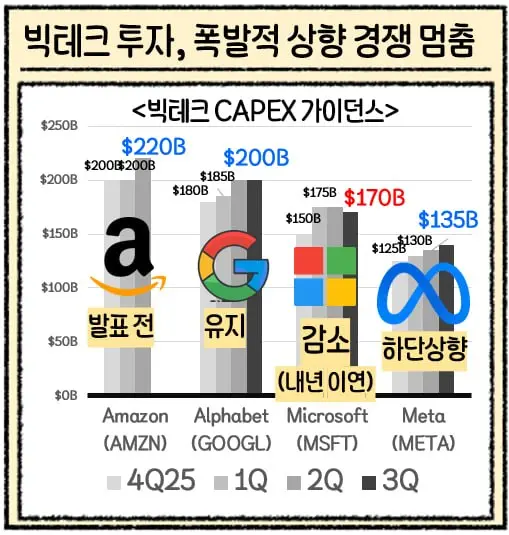 빅테크 투자, 폭발적 상향 경쟁 멈춤
<빅테크 CAPEX 가이던스>
$250B
$200B
$150B
$100B
$50B
$0B
$200B
$200B
$220B
$180B
$185B
$200B
$150B
$175B
$170B
$125B
$130B
$135B
a
G
발표 전
유지
감소
(내년 이연)
하단상향
Amazon
(AMZN)
Alphabet
(GOOGL)
Microsoft
(MSFT)
Meta
(META)
4Q25 1Q 2Q 3Q